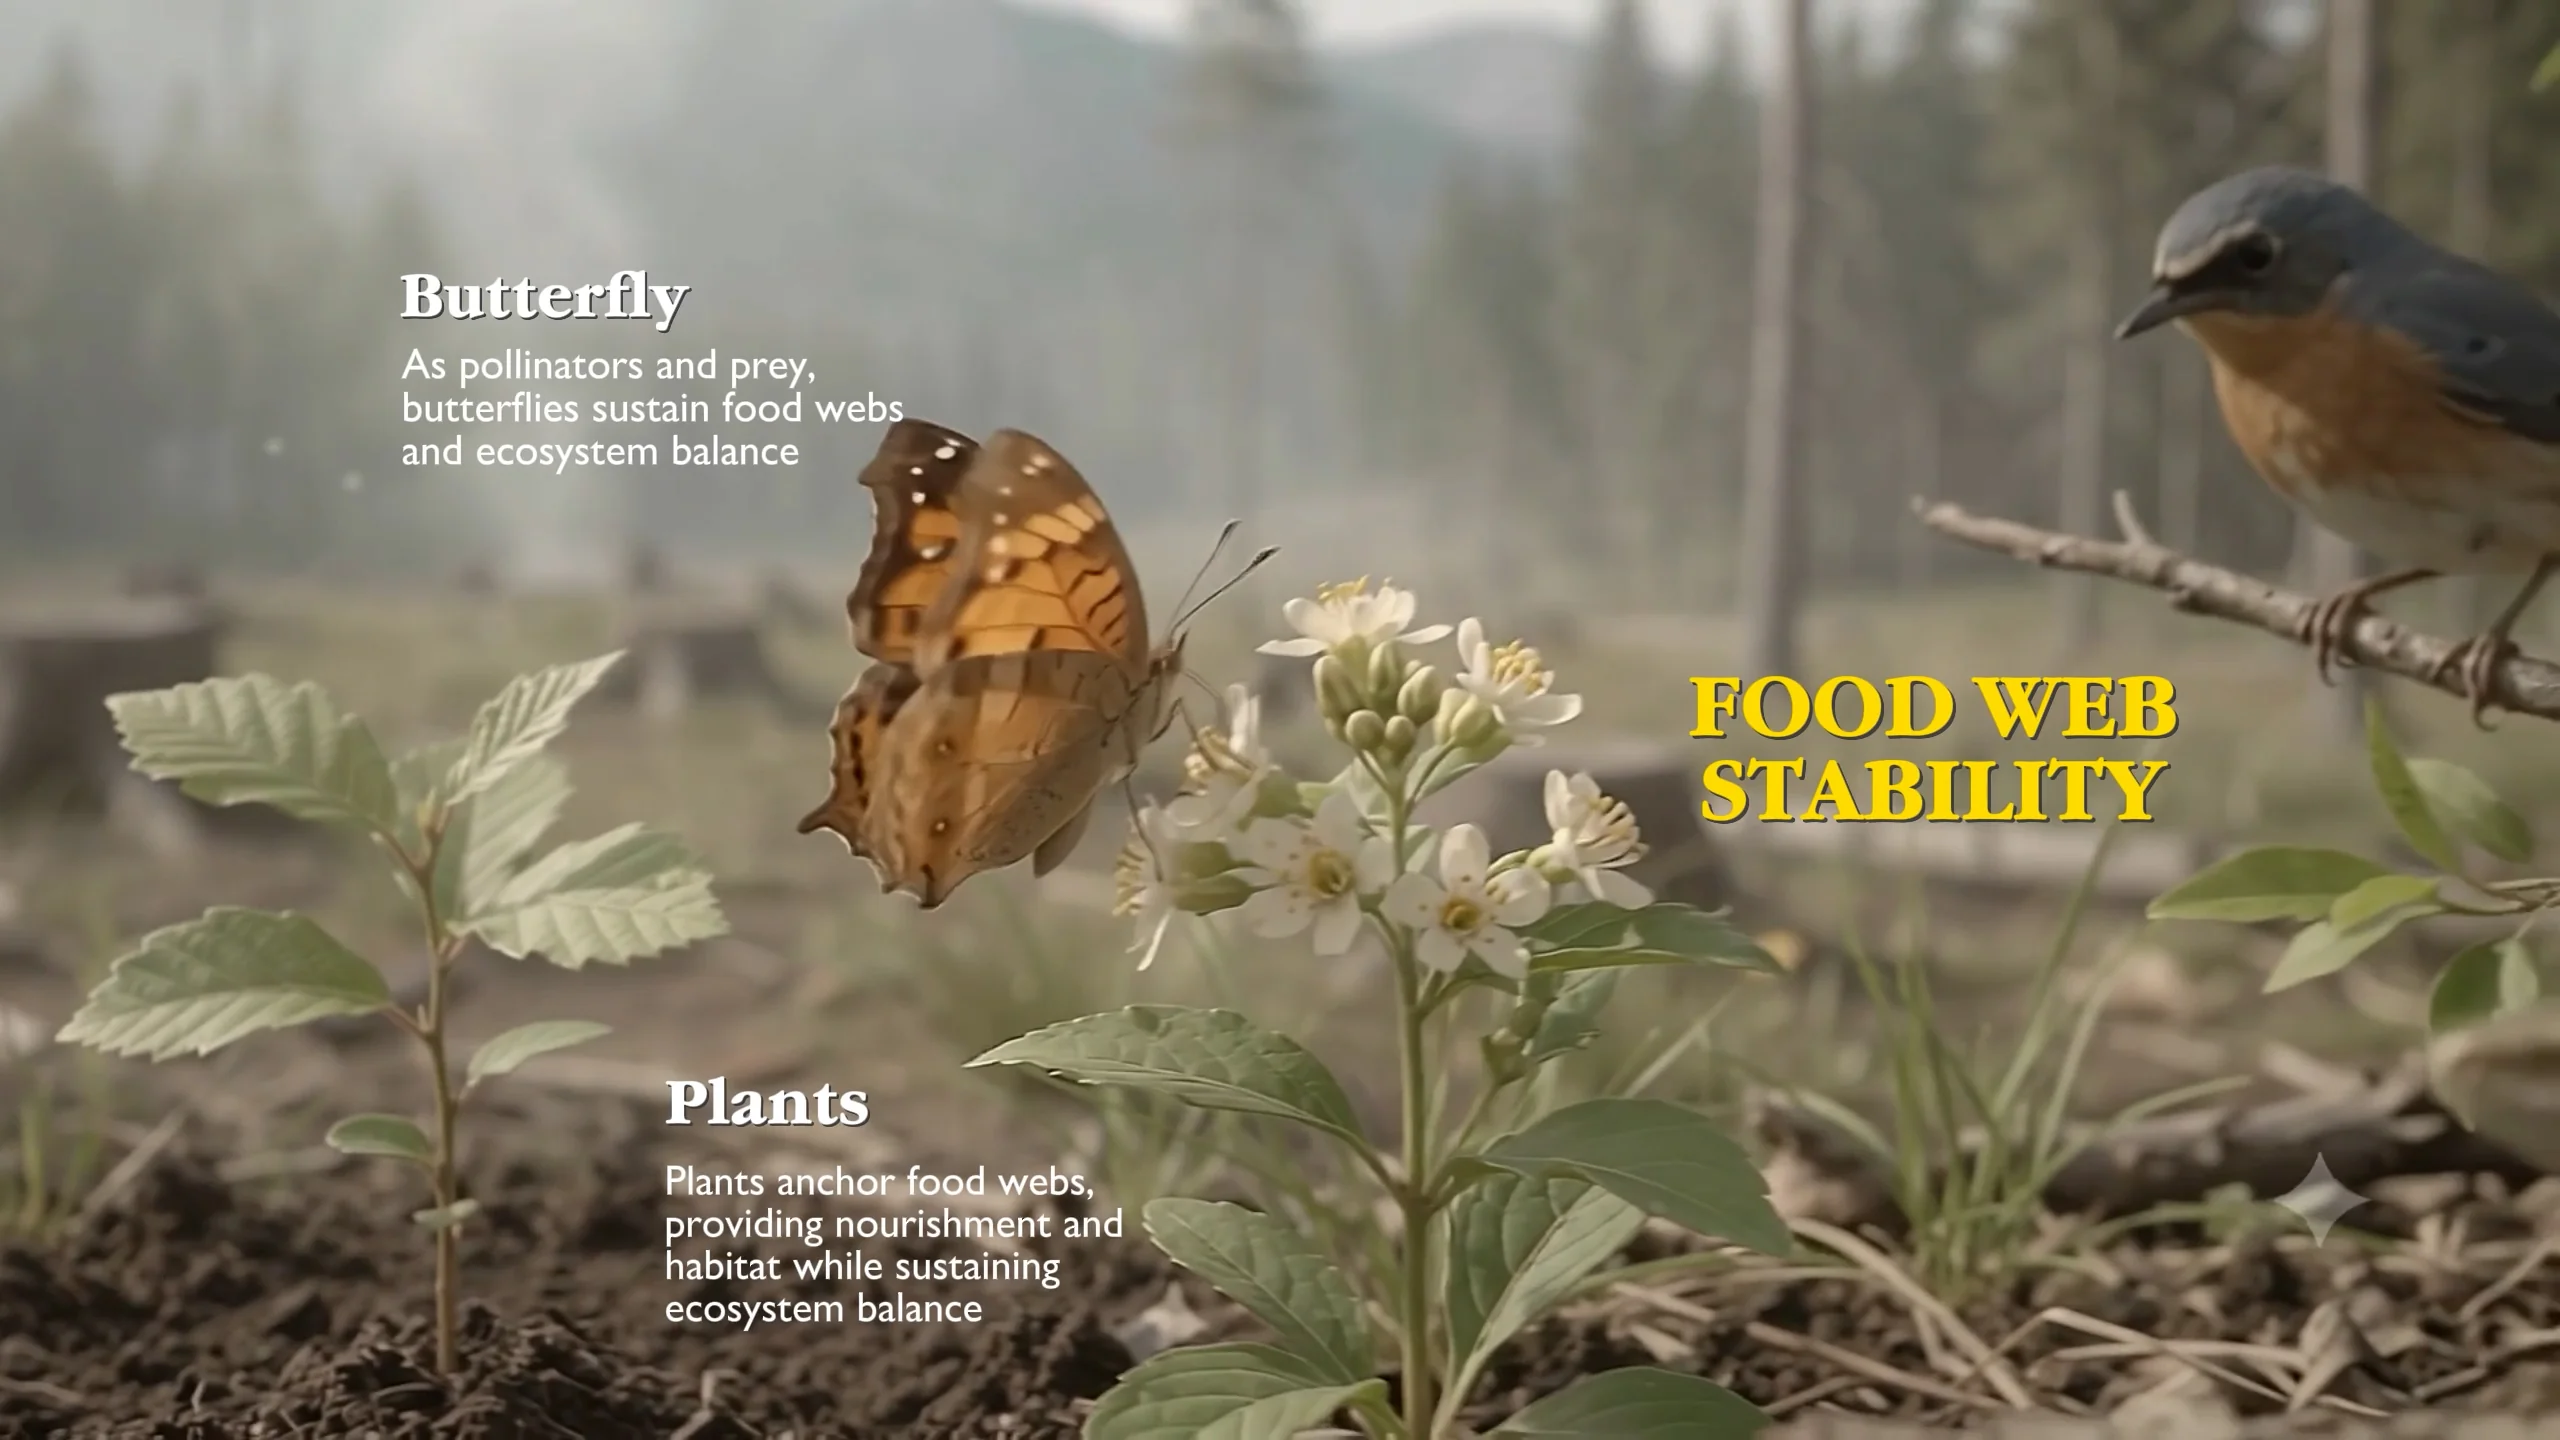 Butterfly
As pollinators and prey,
butterflies sustain food webs
and ecosystem balance
FOOD WEB
STABILITY
Plants
Plants anchor food webs,
providing nourishment and
habitat while sustaining
ecosystem balance